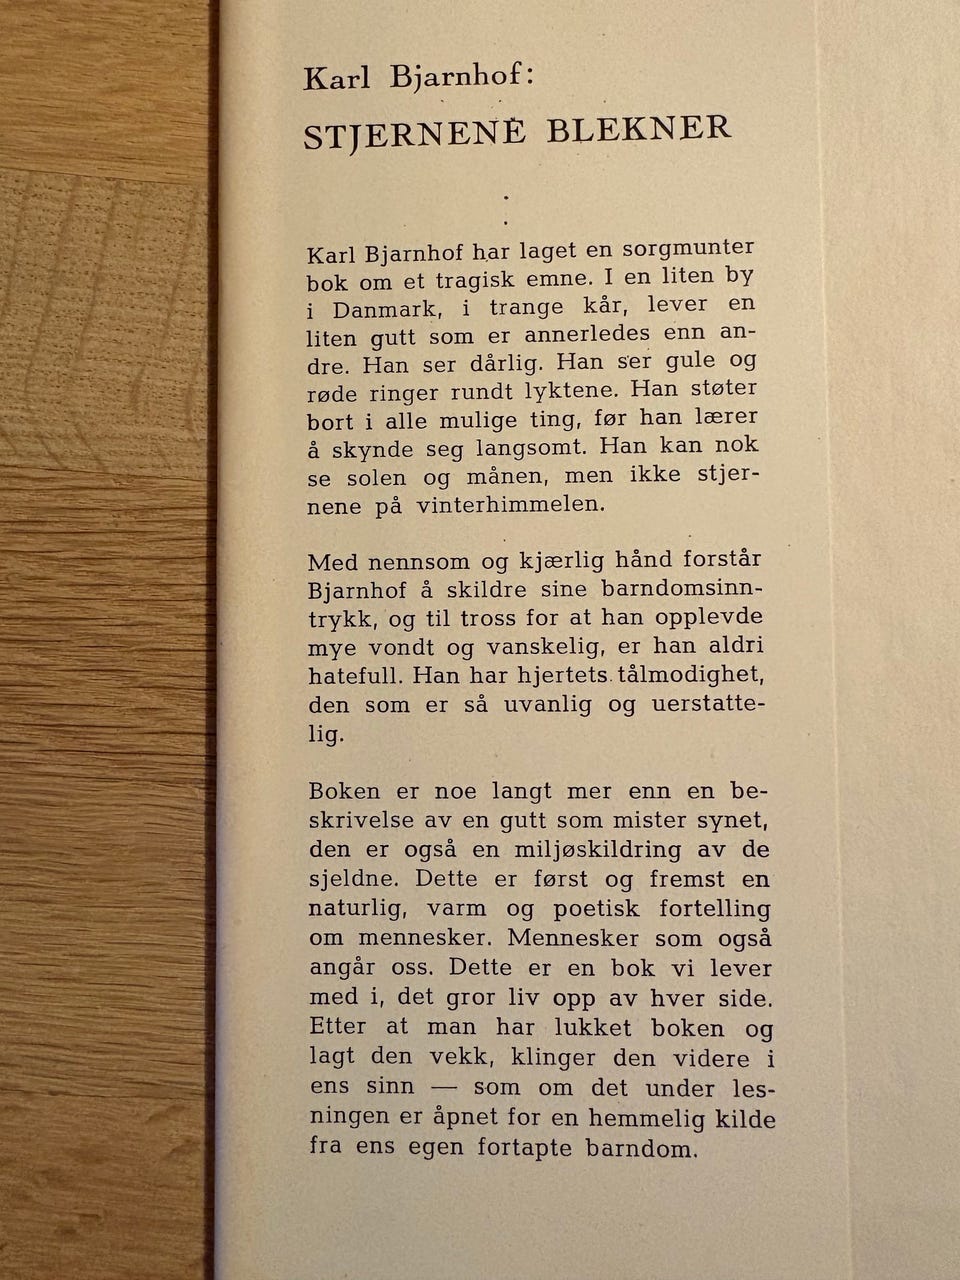 Karl Bjarnhof:
STJERNENE BLEKNER
Karl Bjarnhof har laget en sorgmunter
bok om et tragisk emne. I en liten by
i Danmark, i trange kår, lever en
liten gutt som er annerledes enn an-
dre. Han ser dårlig. Han ser gule og
røde ringer rundt lyktene. Han støter
bort i alle mulige ting, før han lærer
å skynde seg langsomt. Han kan nok
se solen og månen, men ikke stjer-
nene på vinterhimmelen.
Med nennsom og kjærlig hånd forstår
Bjarnhof å skildre sine barndomsinn-
trykk, og til tross for at han opplevde
mye vondt og vanskelig, er han aldri
hatefull. Han har hjertets tålmodighet,
den som er så uvanlig og uerstatte-
lig.
Boken er noe langt mer enn en be-
skrivelse av en gutt som mister synet,
den er også en miljøskildring av de
sjeldne. Dette er først og fremst en
naturlig, varm og poetisk fortelling
om mennesker. Mennesker som også
angår oss. Dette er en bok vi lever
med i, det gror liv opp av hver side.
Etter at man har lukket boken og
lagt den vekk, klinger den videre i
ens sinn — som om det under les-
ningen er åpnet for en hemmelig kilde
fra ens egen fortapte barndom.